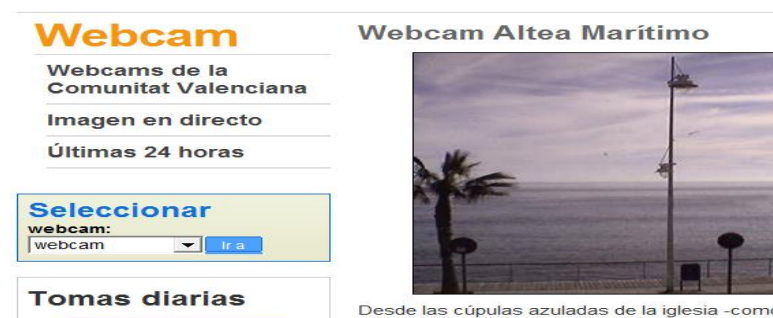 Webcam
Webcams de la
Comunitat Valenciana
Imagen en directo
Últimas 24 horas
Seleccionar
webcam:
webcam
Ir a
Tomas diarias
Webcam Altea Marítimo
Desde las cúpulas azuladas de la iglesia -como